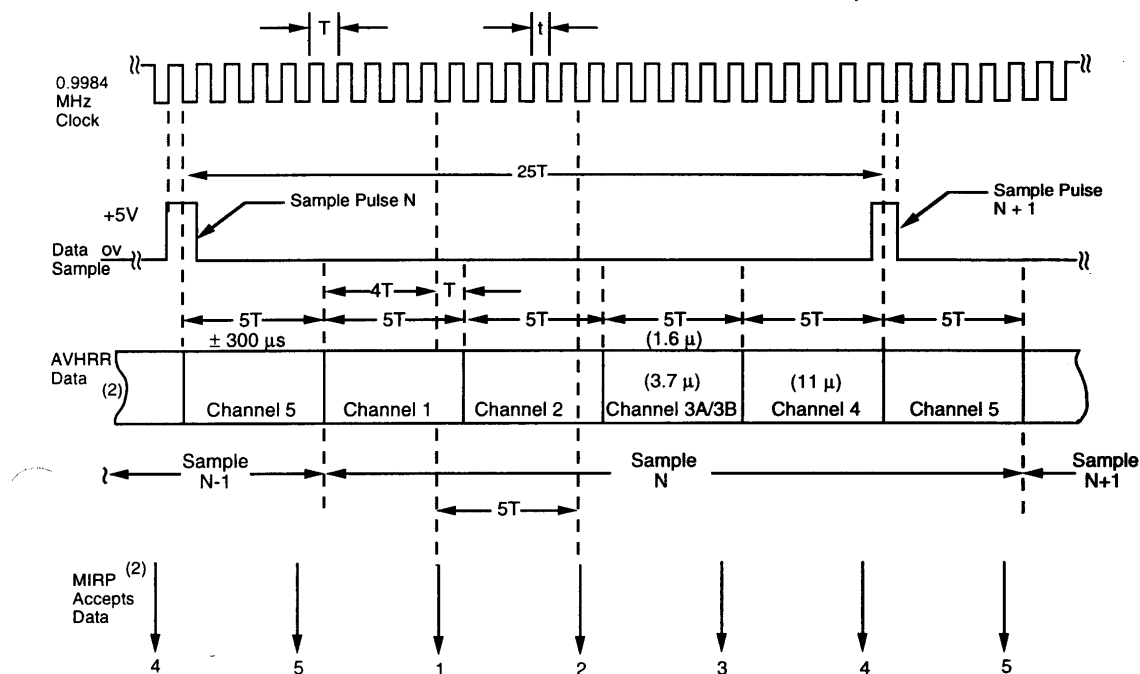 T
t
0.9984
MHz
Clock
25T
+5V
Sample Pulse N
Sample Pulse
N + 1
Data ov
Sample
4T T
5T 5T 5T 5T 5T 5T
± 300 µs
(1.6 µ)
AVHRR
Data (2)
(3.7 µ) (11 µ)
Channel 5 Channel 1 Channel 2 Channel 3A/3B Channel 4 Channel 5
Sample
N-1
Sample
N
Sample
N+1
5T
MIRP (2)
Accepts
Data
4 5 1 2 3 4 5